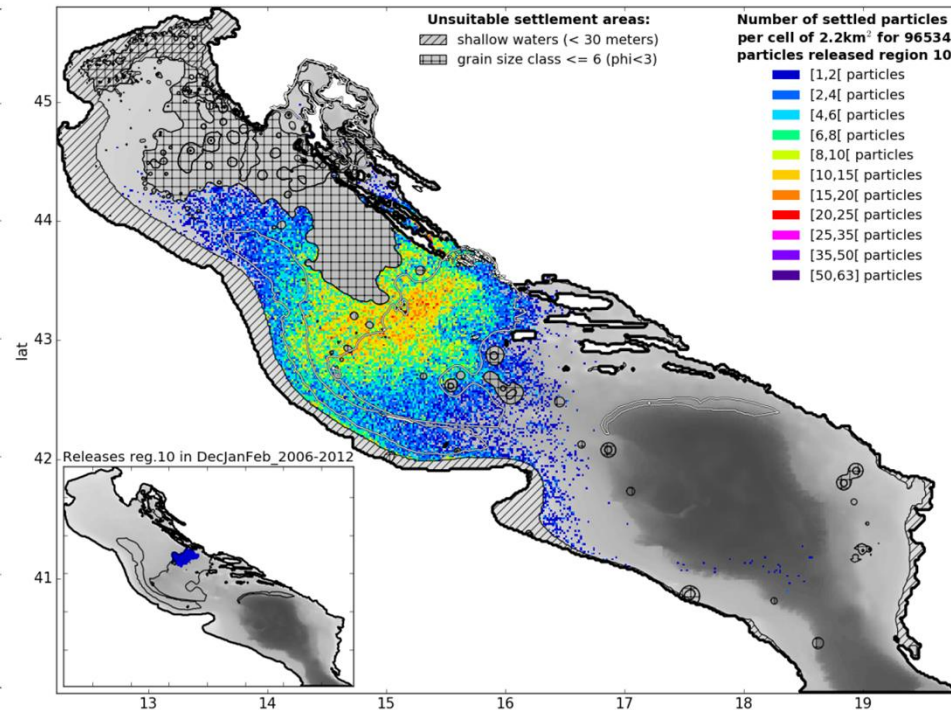 Unsuitable settlement areas:
shallow waters (< 30 meters)
grain size class <= 6 (phi<3)
Number of settled particles
per cell of 2.2km² for 96534
particles released region 10
[1,2[ particles
[2,4[ particles
[4,6[ particles
[6,8[ particles
[8,10[ particles
[10,15[ particles
[15,20[ particles
[20,25[ particles
[25,35[ particles
[35,50[ particles
[50,63] particles
45
44
43
lat
42
41
Releases reg.10 in DecJanFeb_2006-2012
13
14
15
16
17
18
19